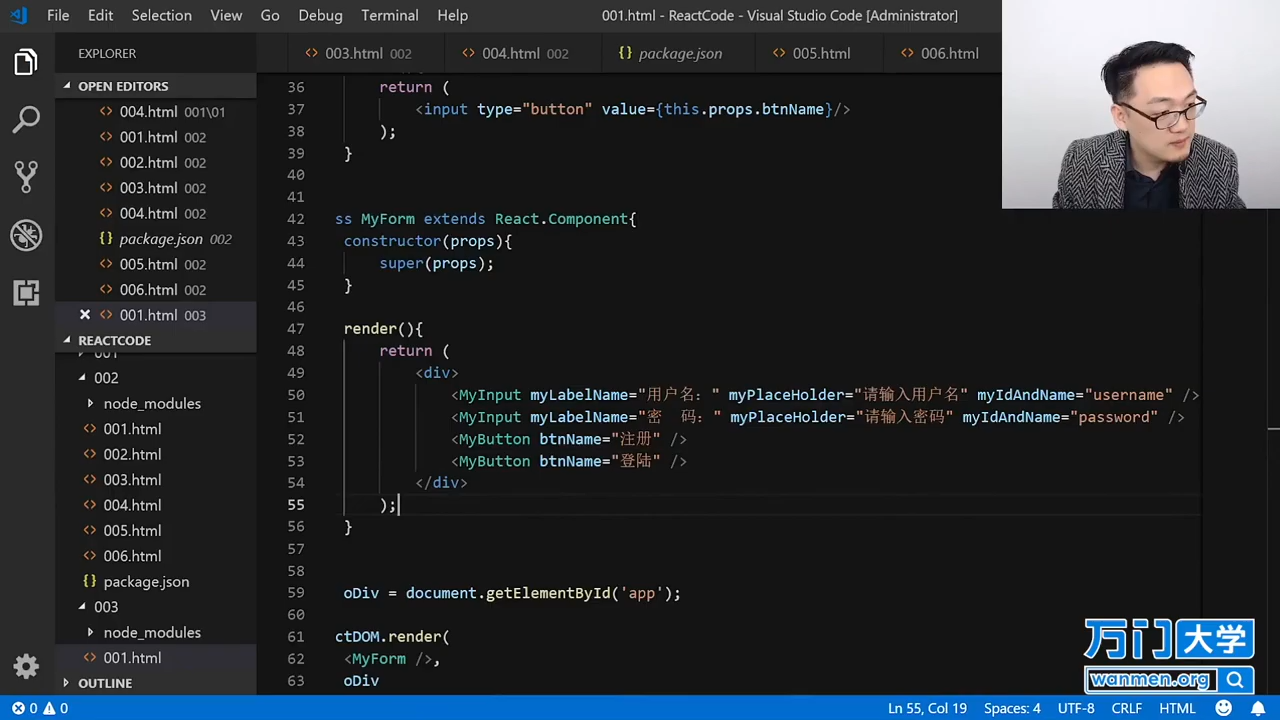 File Edit Selection View Go Debug Terminal Help
001.html - ReactCode - Visual Studio Code [Administrator]
EXPLORER
003.html 002
004.html 002
package.json
005.html
006.html
OPEN EDITORS
004.html 001\01
001.html 002
002.html 002
003.html 002
004.html 002
package.json 002
005.html 002
006.html 002
001.html 003
REACTCODE
001
002
node_modules
001.html
002.html
003.html
004.html
005.html
006.html
package.json
003
node_modules
001.html
OUTLINE
36 return (
37 <input type="button" value={this.props.btnName}/>
38 );
39 }
40
41
42 ss MyForm extends React.Component{
43 constructor(props){
44 super(props);
45 }
46
47 render(){
48 return (
49 <div>
50 <MyInput myLabelName="用户名：" myPlaceHolder="请输入用户名" myIdAndName="username" />
51 <MyInput myLabelName="密　码：" myPlaceHolder="请输入密码" myIdAndName="password" />
52 <MyButton btnName="注册" />
53 <MyButton btnName="登陆" />
54 </div>
55 );
56 }
57
58
59 oDiv = document.getElementById('app');
60
61 ctDOM.render(
62 <MyForm />,
63 oDiv
万门大学
wanmen.org
0 0
Ln 55, Col 19 Spaces: 4 UTF-8 CRLF HTML